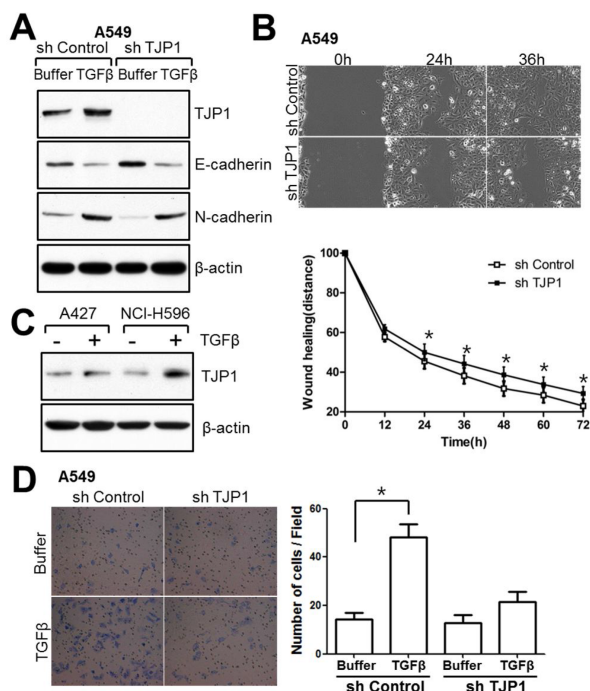 A
A549
sh Control sh TJP1
Buffer TGFβ Buffer TGFβ
TJP1
E-cadherin
N-cadherin
β-actin
B
A549
0h 24h 36h
sh Control
sh TJP1
Wound healing(distance)
100
80
60
40
20
0 12 24 36 48 60 72
Time(h)
sh Control
sh TJP1
* * * * *
C
A427 NCI-H596
- + - + TGFβ
TJP1
β-actin
D
A549
sh Control sh TJP1
Buffer
TGFβ
Number of cells / Field
60
40
20
0
*
Buffer TGFβ Buffer TGFβ
sh Control sh TJP1